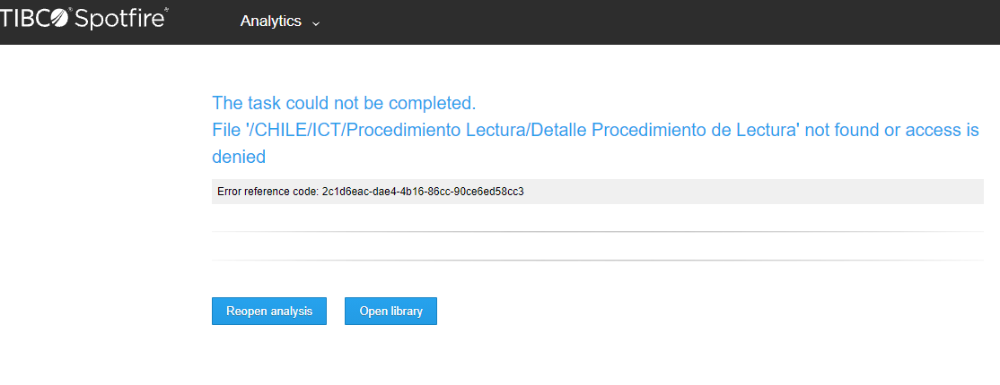 TIBCO® Spotfire®
Analytics
The task could not be completed.
File '/CHILE/ICT/Procedimiento Lectura/Detalle Procedimiento de Lectura' not found or access is
denied
Error reference code: 2c1d6eac-dae4-4b16-86cc-90ce6ed58cc3
Reopen analysis
Open library